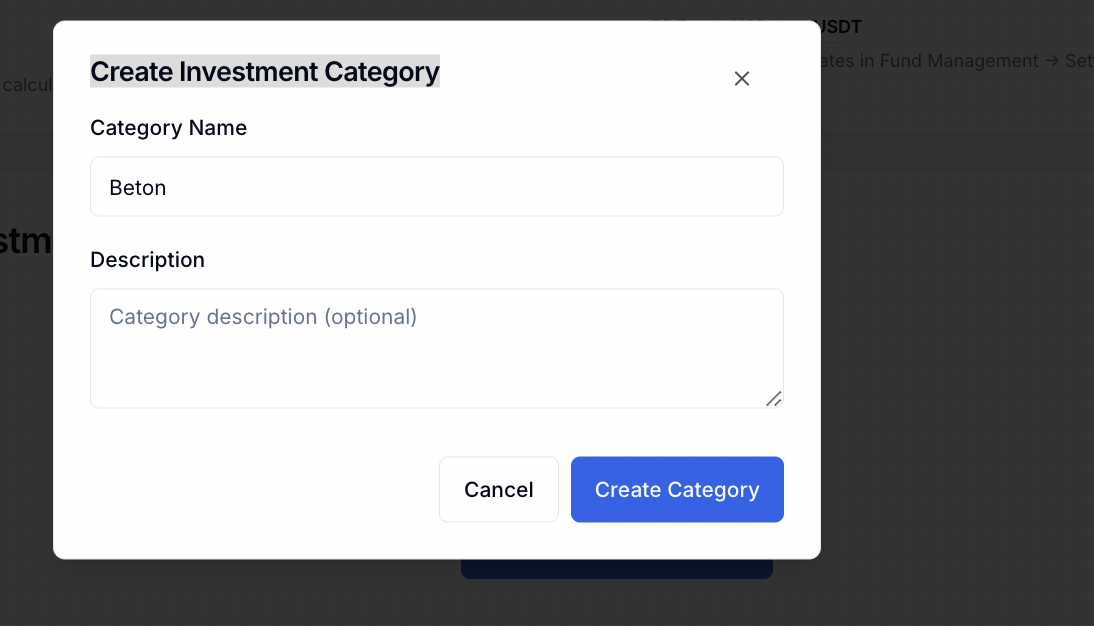 USDT
ates in Fund Management → Set
calcul
Create Investment Category
Category Name
Beton
stm
Description
Category description (optional)
Cancel
Create Category